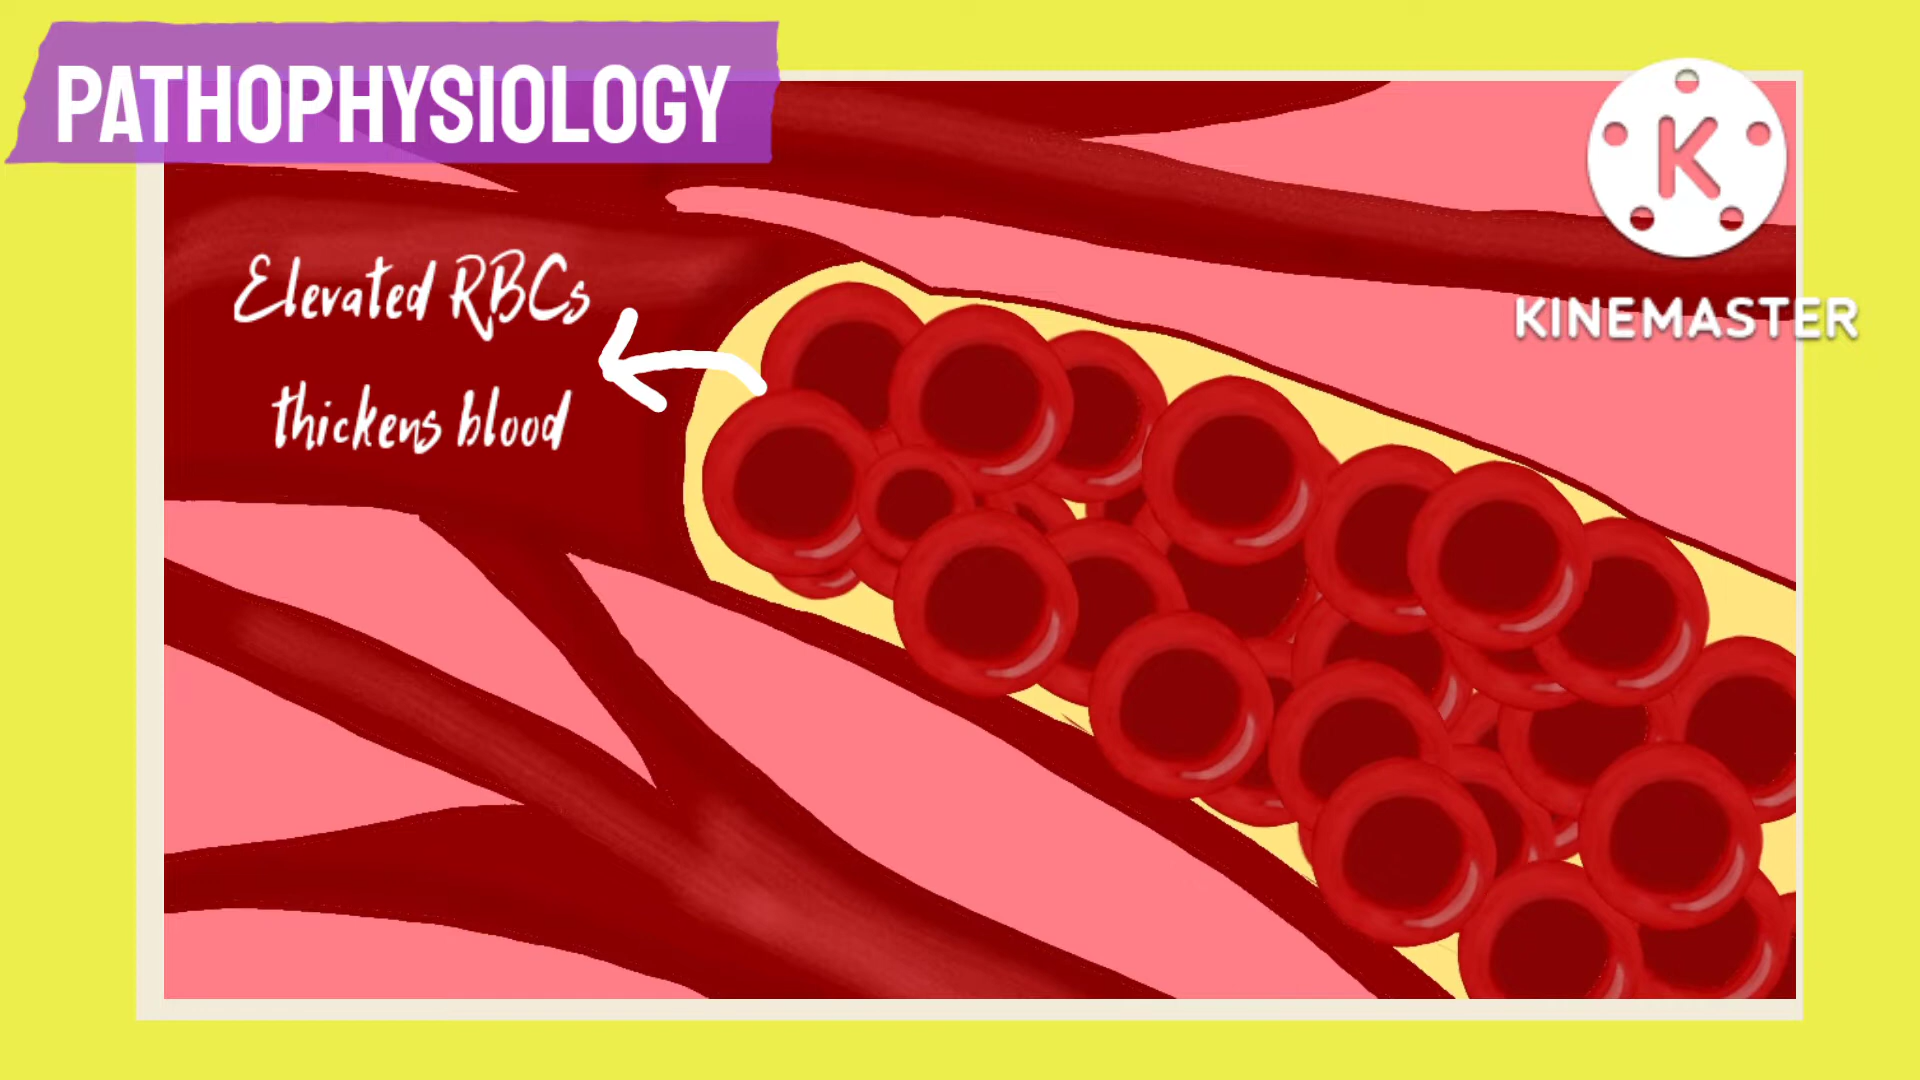 PATHOPHYSIOLOGY
K
KINEMASTER
Elevated RBCs
thickens blood